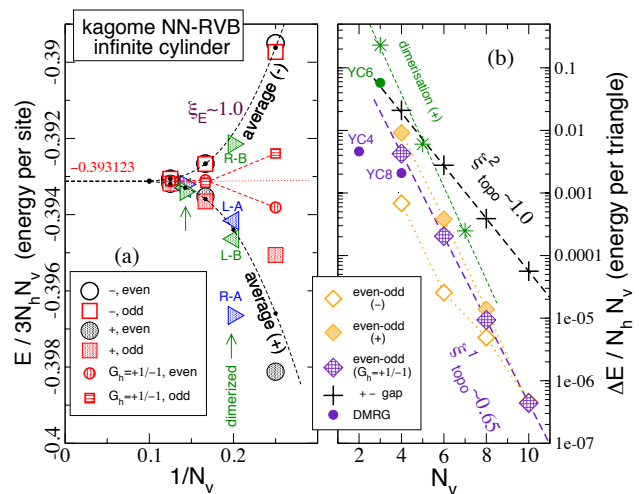 kagome NN-RVB
infinite cylinder
E / 3N_h N_v (energy per site)
-0.39
-0.392
-0.394
-0.396
-0.398
-0.4
0
0.1
0.2
1/N_v
(a)
−0.393123
ξ_E~1.0
average (-)
average (+)
R-B
L-A
L-B
R-A
dimerized
−, even
−, odd
+, even
+, odd
G_h=+1/−1, even
G_h=+1/−1, odd
(b)
YC6
YC4
YC8
dimerisation (+)
ξ^2_topo ~1.0
ξ^1_topo ~0.65
even-odd
(-)
even-odd
(+)
even-odd
(G_h=+1/-1)
+ - gap
DMRG
0
2
4
6
8
10
N_v
0.1
0.01
0.001
0.0001
1e-05
1e-06
1e-07
ΔE / N_h N_v (energy per triangle)